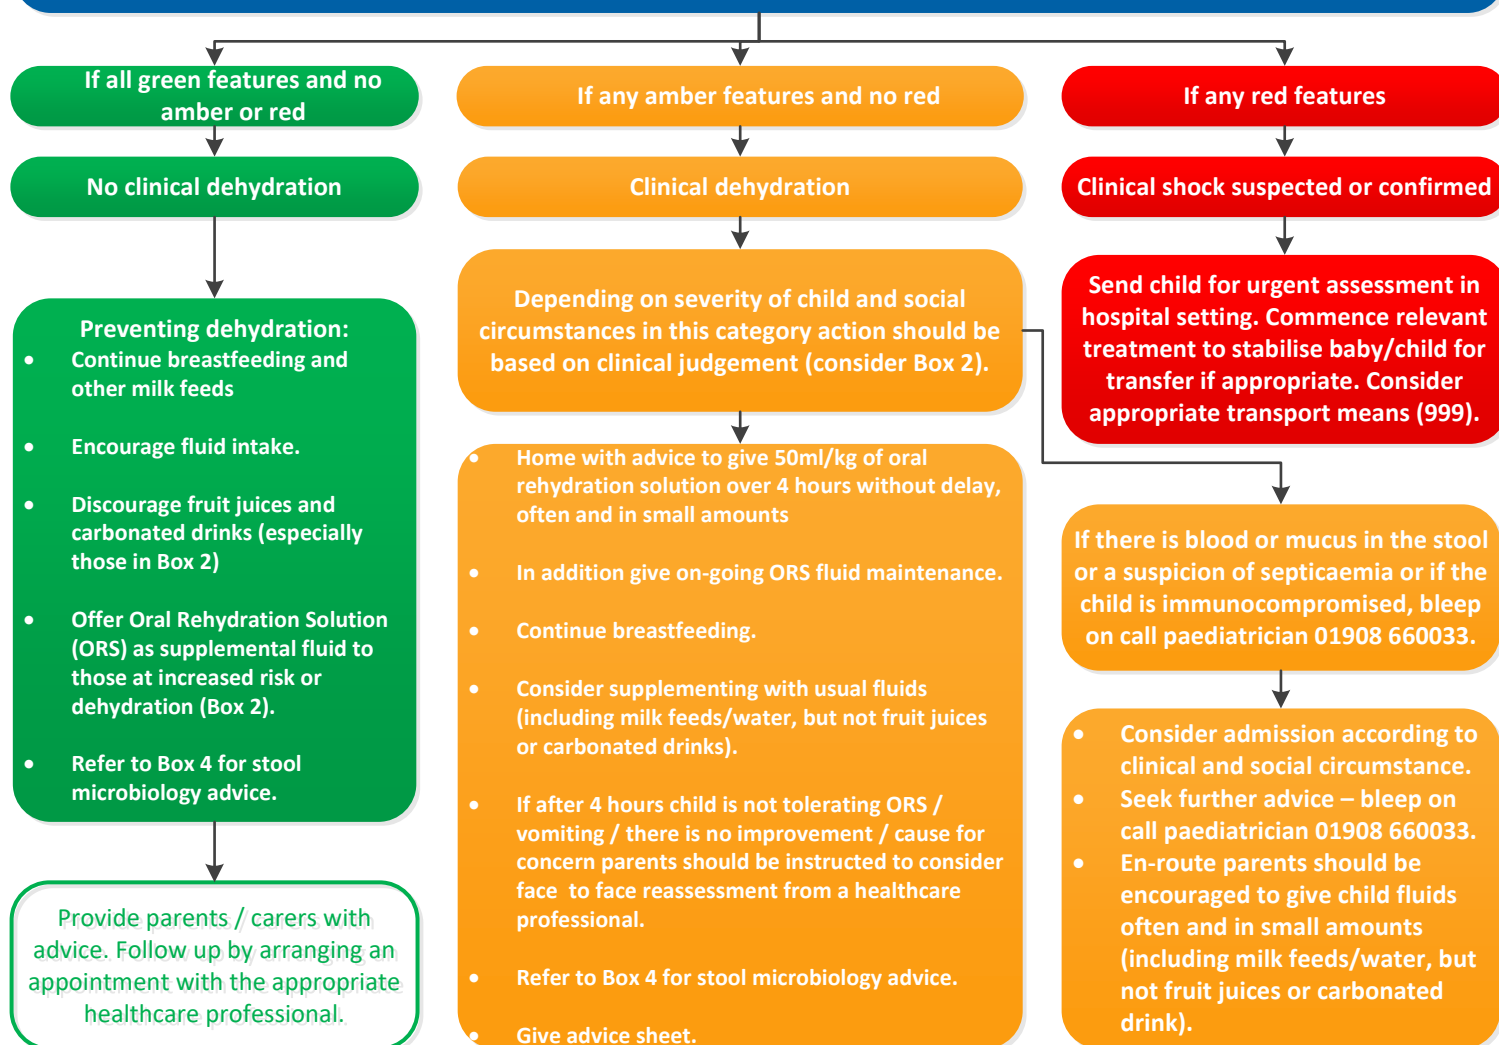 If all green features and no
amber or red
No clinical dehydration
Preventing dehydration:
• Continue breastfeeding and
other milk feeds
• Encourage fluid intake.
• Discourage fruit juices and
carbonated drinks (especially
those in Box 2)
• Offer Oral Rehydration Solution
(ORS) as supplemental fluid to
those at increased risk or
dehydration (Box 2).
• Refer to Box 4 for stool
microbiology advice.
Provide parents / carers with
advice. Follow up by arranging an
appointment with the appropriate
healthcare professional.
If any amber features and no red
Clinical dehydration
Depending on severity of child and social
circumstances in this category action should be
based on clinical judgement (consider Box 2).
• Home with advice to give 50ml/kg of oral
rehydration solution over 4 hours without delay,
often and in small amounts
• In addition give on-going ORS fluid maintenance.
• Continue breastfeeding.
• Consider supplementing with usual fluids
(including milk feeds/water, but not fruit juices
or carbonated drinks).
• If after 4 hours child is not tolerating ORS /
vomiting / there is no improvement / cause for
concern parents should be instructed to consider
face to face reassessment from a healthcare
professional.
• Refer to Box 4 for stool microbiology advice.
• Give advice sheet.
If any red features
Clinical shock suspected or confirmed
Send child for urgent assessment in
hospital setting. Commence relevant
treatment to stabilise baby/child for
transfer if appropriate. Consider
appropriate transport means (999).
If there is blood or mucus in the stool
or a suspicion of septicaemia or if the
child is immunocompromised, bleep
on call paediatrician 01908 660033.
• Consider admission according to
clinical and social circumstance.
• Seek further advice – bleep on
call paediatrician 01908 660033.
• En-route parents should be
encouraged to give child fluids
often and in small amounts
(including milk feeds/water, but
not fruit juices or carbonated
drink).